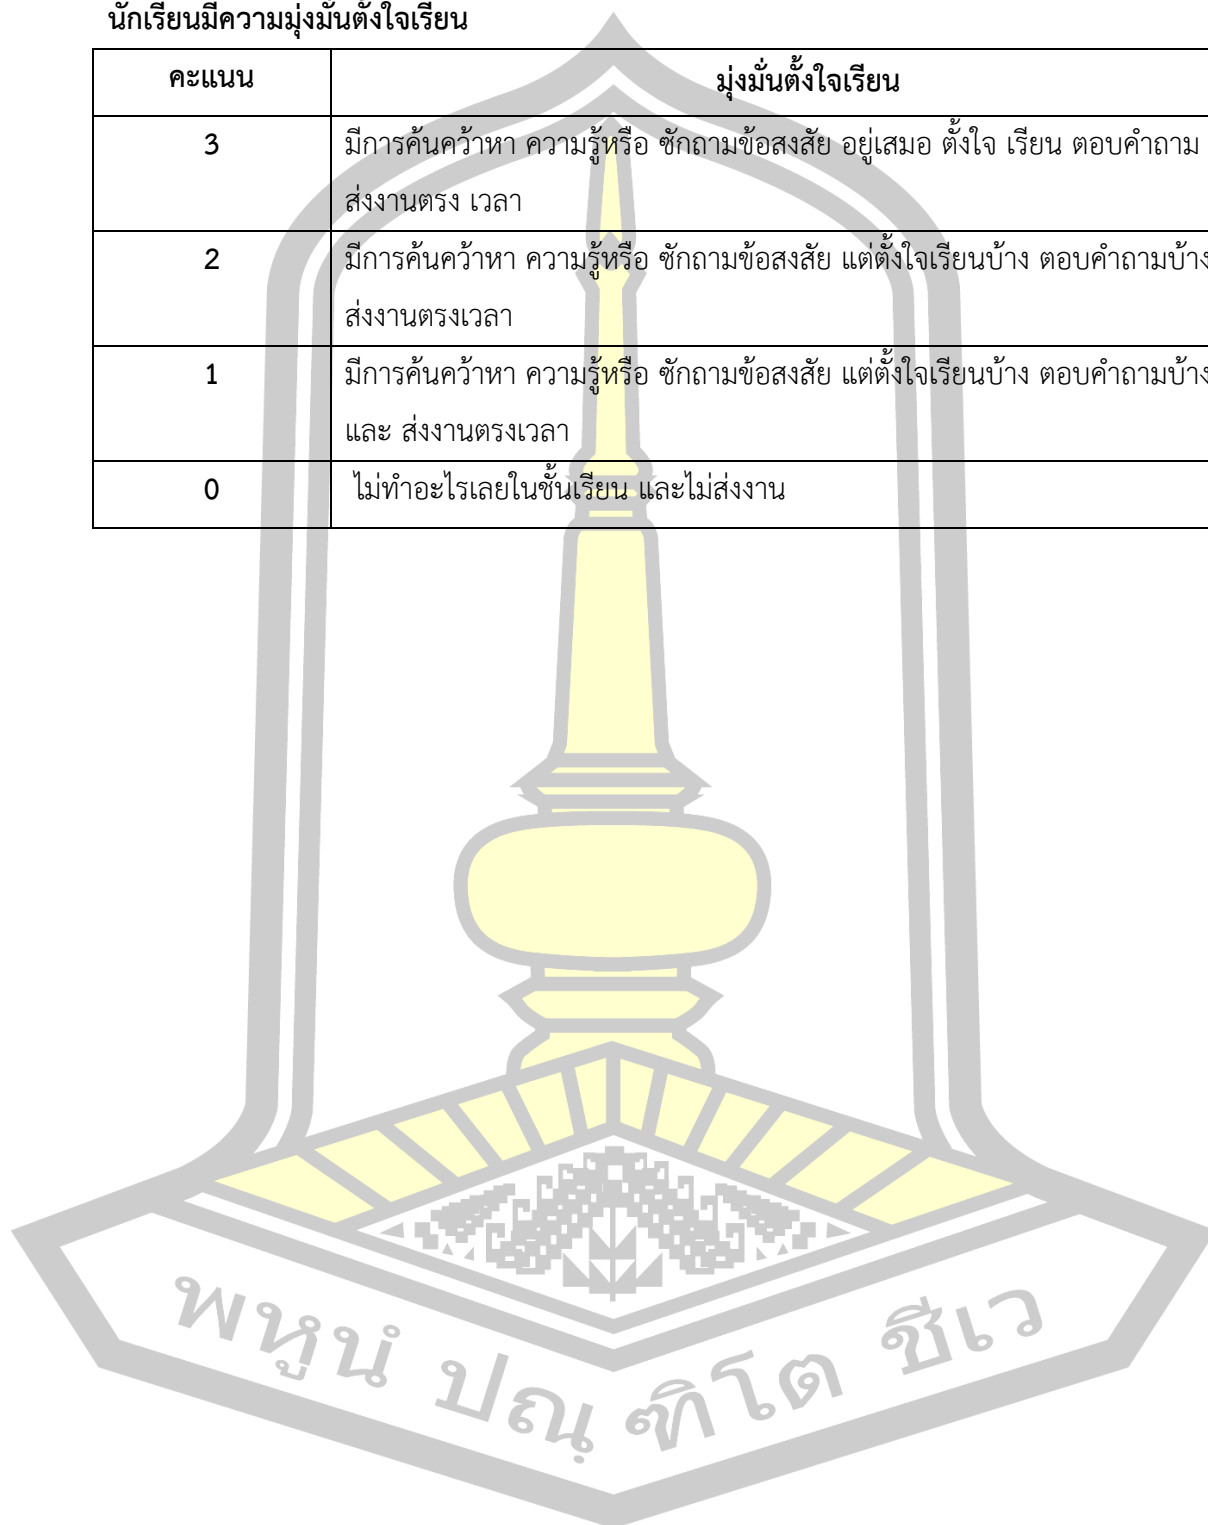 นักเรียนมีความมุ่งมั่นตั้งใจเรียน
คะแนน มุ่งมั่นตั้งใจเรียน
3 มีการค้นคว้าหา ความรู้หรือ ซักถามข้อสงสัย อยู่เสมอ ตั้งใจ เรียน ตอบคำถาม
ส่งงานตรง เวลา
2 มีการค้นคว้าหา ความรู้หรือ ซักถามข้อสงสัย แต่ตั้งใจเรียนบ้าง ตอบคำถามบ้าง
ส่งงานตรงเวลา
1 มีการค้นคว้าหา ความรู้หรือ ซักถามข้อสงสัย แต่ตั้งใจเรียนบ้าง ตอบคำถามบ้าง
และ ส่งงานตรงเวลา
0 ไม่ทำอะไรเลยในชั้นเรียน และไม่ส่งงาน
พหูนํ ปณฺฑิโต ชีเว